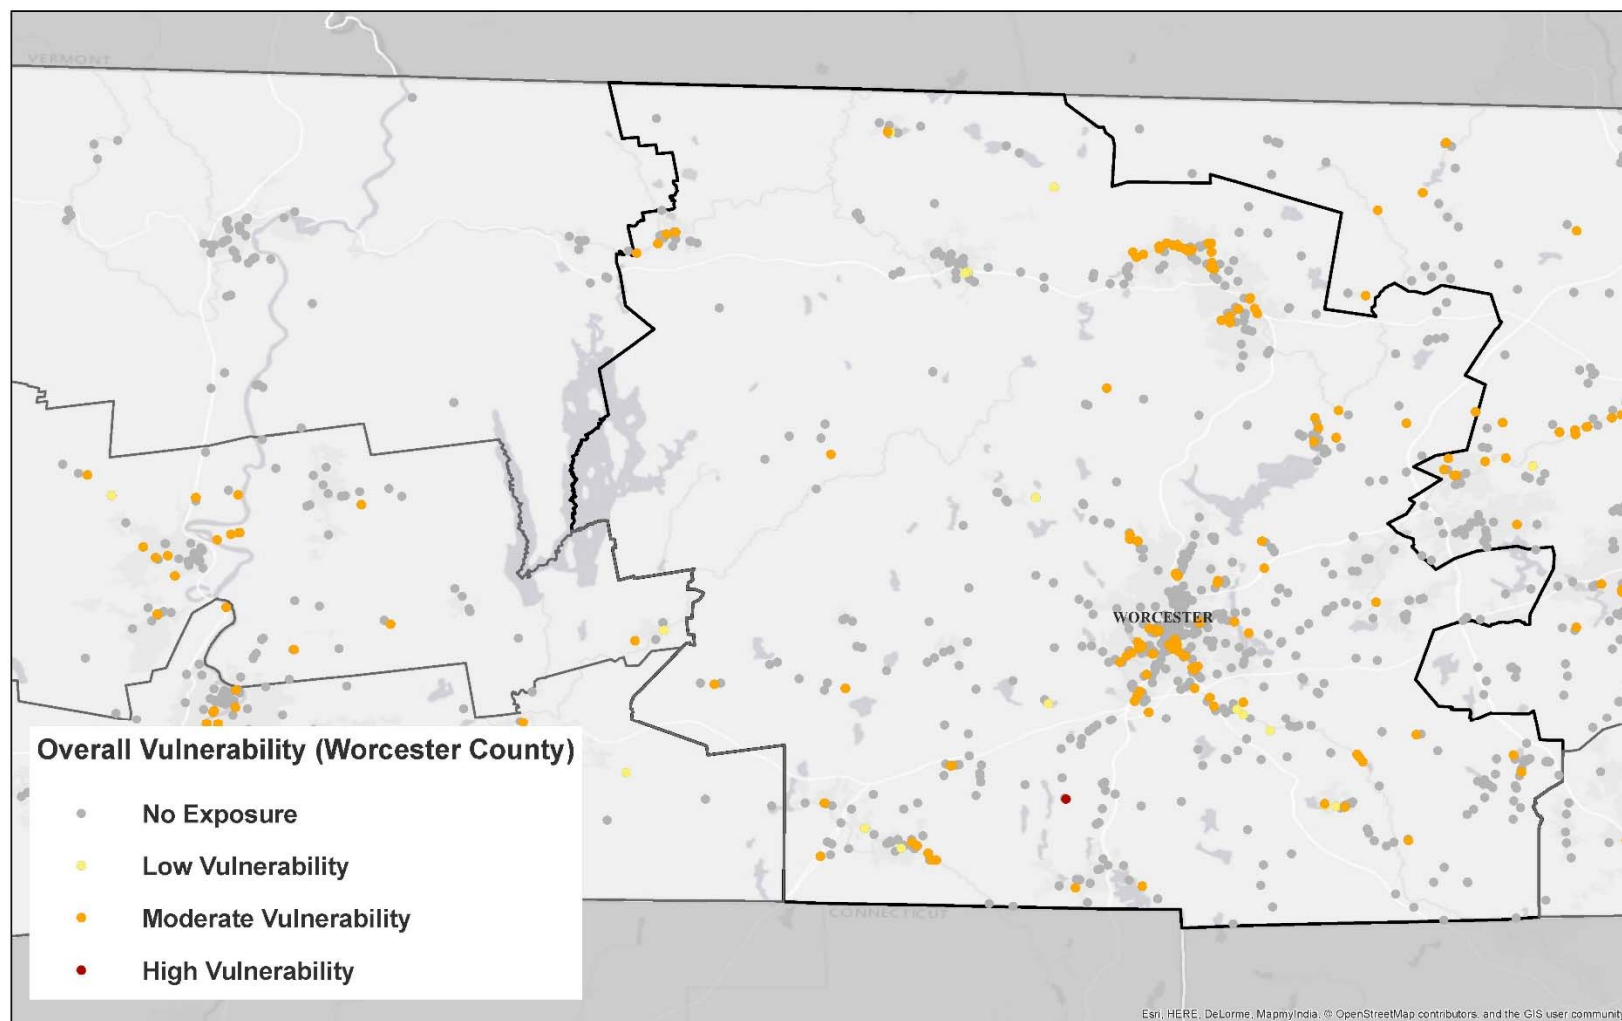 VERMONT
WORCESTER
Overall Vulnerability (Worcester County)
No Exposure
Low Vulnerability
Moderate Vulnerability
High Vulnerability
CONNECTICUT
Esri, HERE, DeLorme, MapmyIndia, © OpenStreetMap contributors, and the GIS user communit